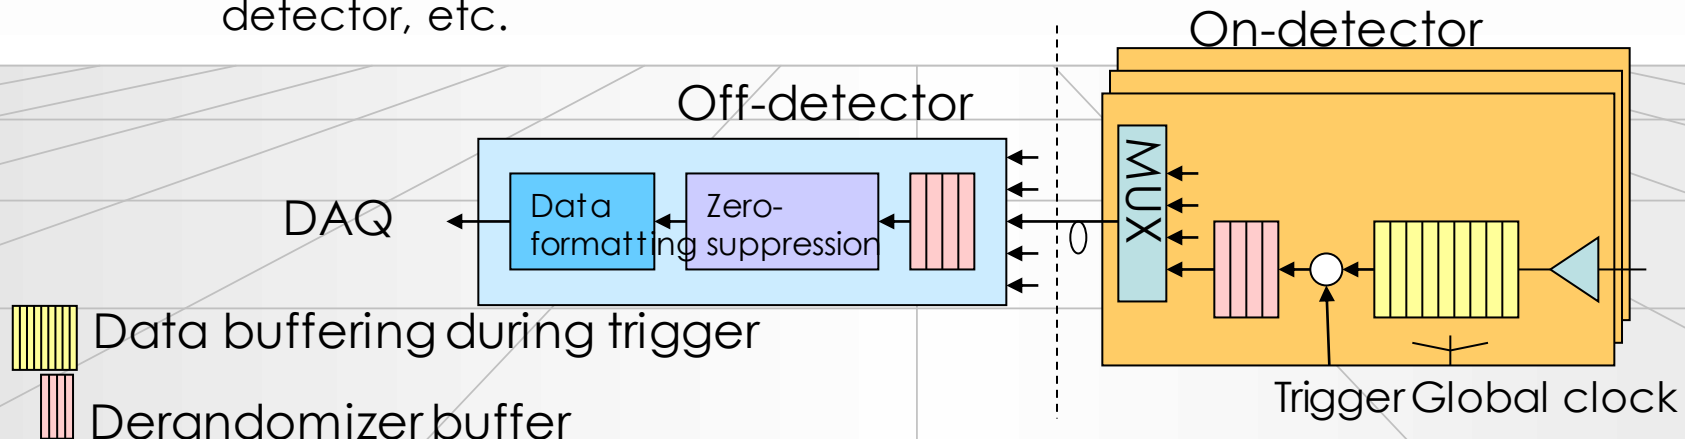 detector, etc.
On-detector
Off-detector
MUX
DAQ
Data
formatting
Zero-
suppression
Data buffering during trigger
Trigger
Global clock
Derandomizer buffer